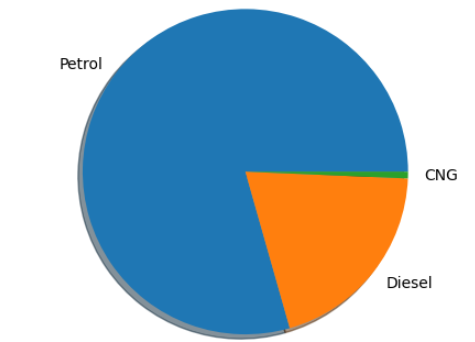 Petrol
CNG
Diesel